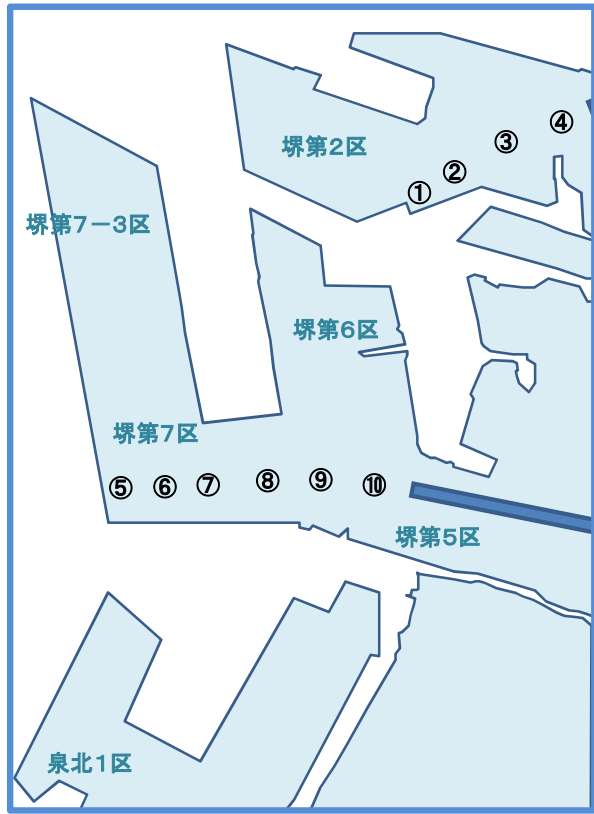 ④
③
堺第2区
②
①
堺第7－3区
堺第6区
堺第7区
⑤ ⑥ ⑦ ⑧ ⑨ ⑩
堺第5区
泉北1区